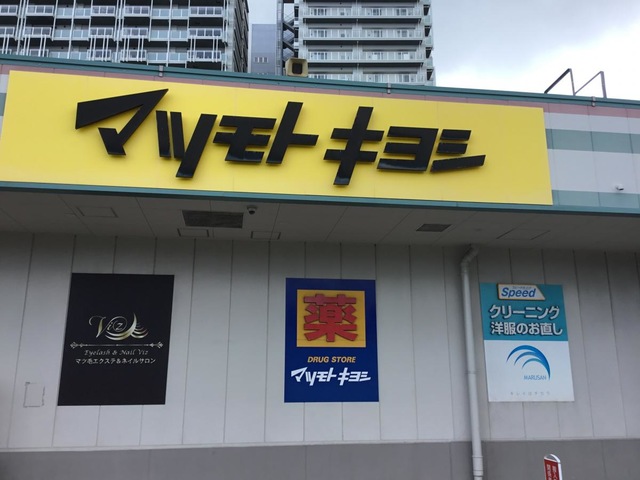 マツモトキヨシ
Viz
Eyelash & Nail Viz
マツ毛エクステ&ネイルサロン
薬
DRUG STORE
マツモトキヨシ
Speed
クリーニング
洋服のお直し
MARUSAN